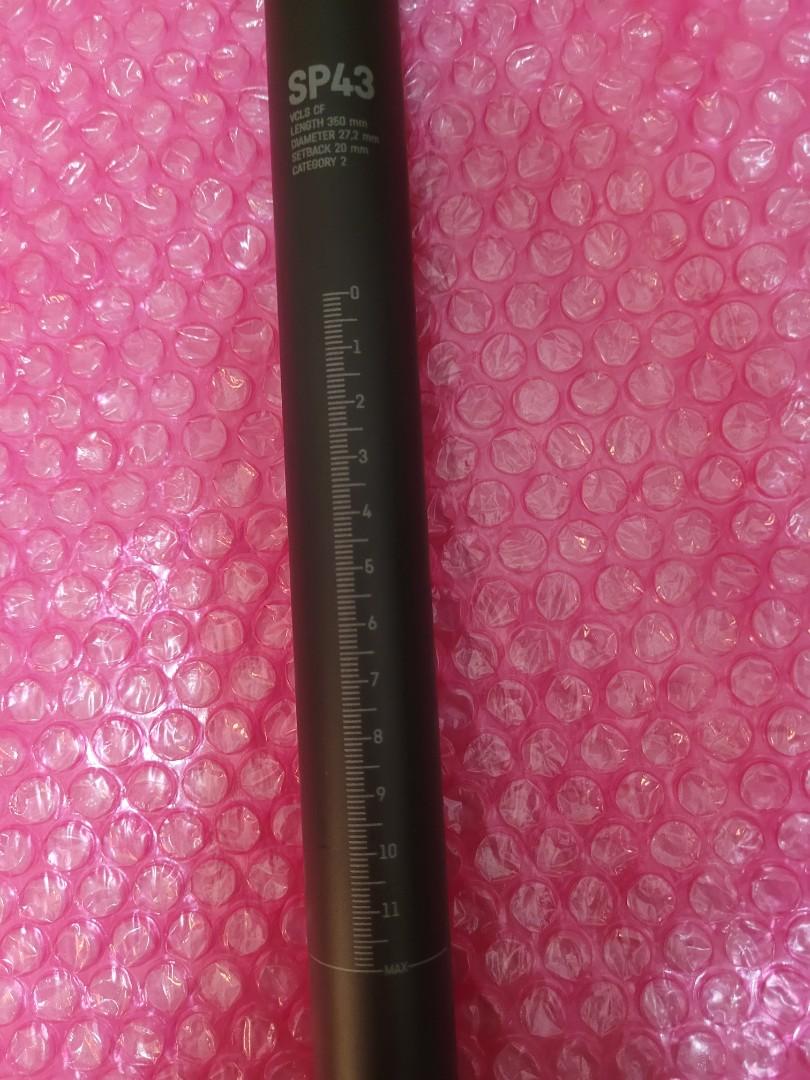 SP43
VCLS CF
LENGTH 350 mm
DIAMETER 27,2 mm
SETBACK 20 mm
CATEGORY 2
0
1
2
3
4
5
6
7
8
9
10
11
MAX